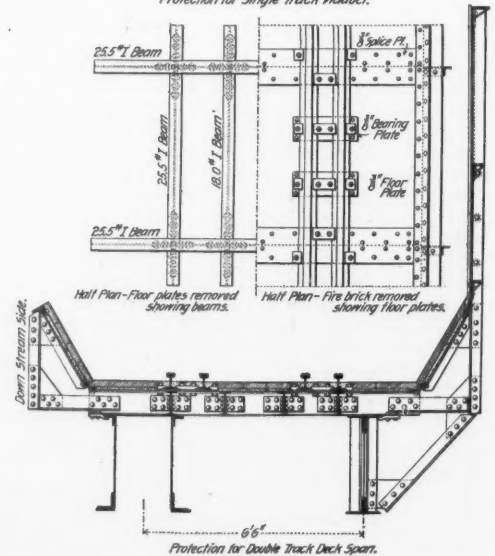 Protection for Single Track Viaduct.
25.5# I Beam
3/8" Splice Pl.
25.5# I Beam
18.0# I Beam
3/8" Bearing
Plate
3/8" Floor
Plate
25.5# I Beam
Half Plan-Floor plates removed
showing beams.
Half Plan-Fire brick removed
showing floor plates.
Down Stream Side.
6'6"
Protection for Double Track Deck Span.